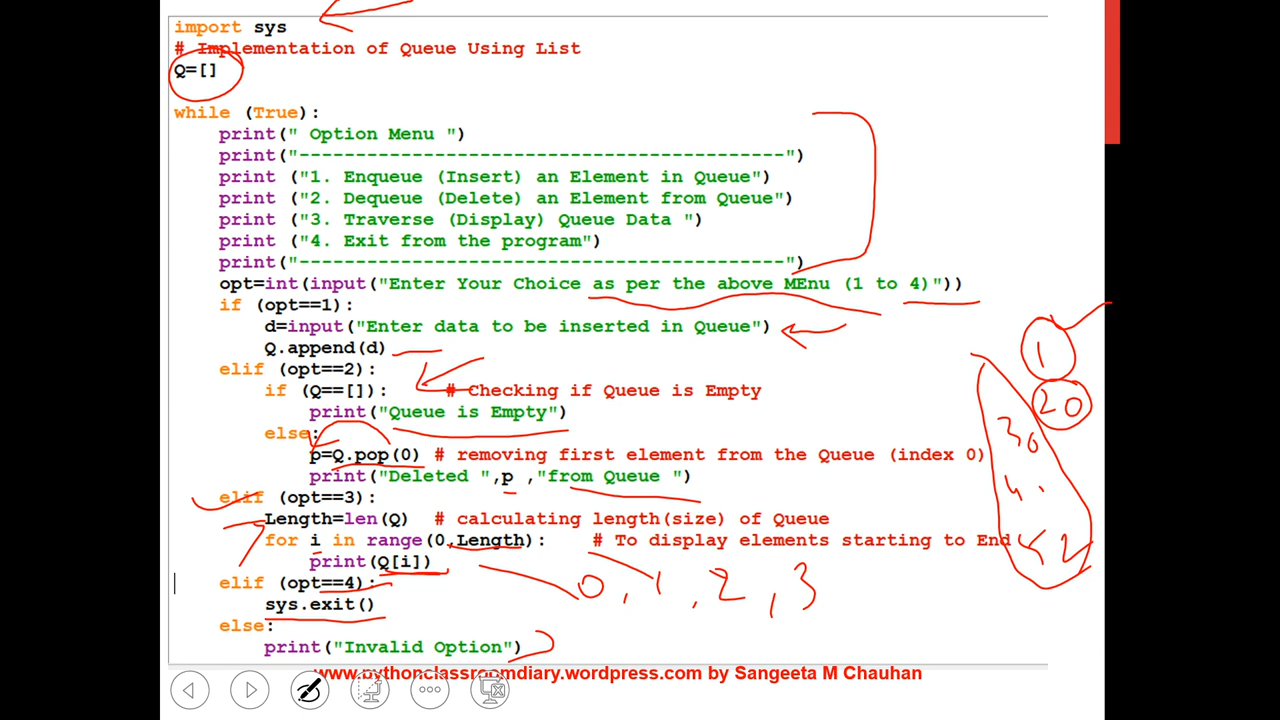 import sys
# Implementation of Queue Using List
Q=[]
while (True):
    print(" Option Menu ")
    print("-------------------------------------------")
    print ("1. Enqueue (Insert) an Element in Queue")
    print ("2. Dequeue (Delete) an Element from Queue")
    print ("3. Traverse (Display) Queue Data ")
    print ("4. Exit from the program")
    print("-------------------------------------------")
    opt=int(input("Enter Your Choice as per the above MEnu (1 to 4)"))
    if (opt==1):
        d=input("Enter data to be inserted in Queue")
        Q.append(d)
    elif (opt==2):
        if (Q==[]):     # Checking if Queue is Empty
            print("Queue is Empty")
        else:
            p=Q.pop(0) # removing first element from the Queue (index 0)
            print("Deleted ",p ,"from Queue ")
    elif (opt==3):
        Length=len(Q)  # calculating length(size) of Queue
        for i in range(0,Length):    # To display elements starting to End
            print(Q[i])
    elif (opt==4):
        sys.exit()
    else:
        print("Invalid Option")
1
20
30
0, 1, 2, 3
www.pythonclassroomdiary.wordpress.com by Sangeeta M Chauhan